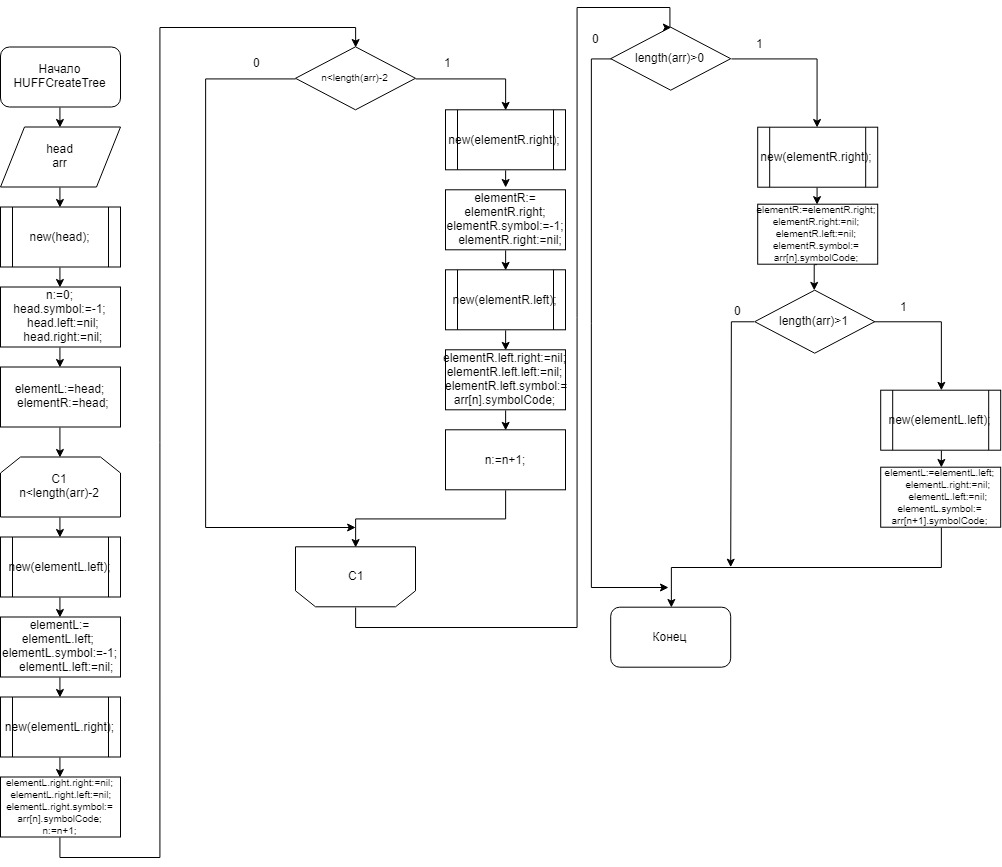 Начало
HUFFCreateTree
head
arr
new(head);
n:=0;
head.symbol:=-1;
head.left:=nil;
head.right:=nil;
elementL:=head;
elementR:=head;
C1
n<length(arr)-2
new(elementL.left);
elementL:=
elementL.left;
elementL.symbol:=-1;
elementL.left:=nil;
new(elementL.right);
elementL.right.right:=nil;
elementL.right.left:=nil;
elementL.right.symbol:=
arr[n].symbolCode;
n:=n+1;
n<length(arr)-2
0
1
new(elementR.right);
elementR:=
elementR.right;
elementR.symbol:=-1;
elementR.right:=nil;
new(elementR.left);
elementR.left.right:=nil;
elementR.left.left:=nil;
elementR.left.symbol:=
arr[n].symbolCode;
n:=n+1;
C1
length(arr)>0
0
1
new(elementR.right);
elementR:=elementR.right;
elementR.right:=nil;
elementR.left:=nil;
elementR.symbol:=
arr[n].symbolCode;
length(arr)>1
0
1
new(elementL.left);
elementL:=elementL.left;
elementL.right:=nil;
elementL.left:=nil;
elementL.symbol:=
arr[n+1].symbolCode;
Конец